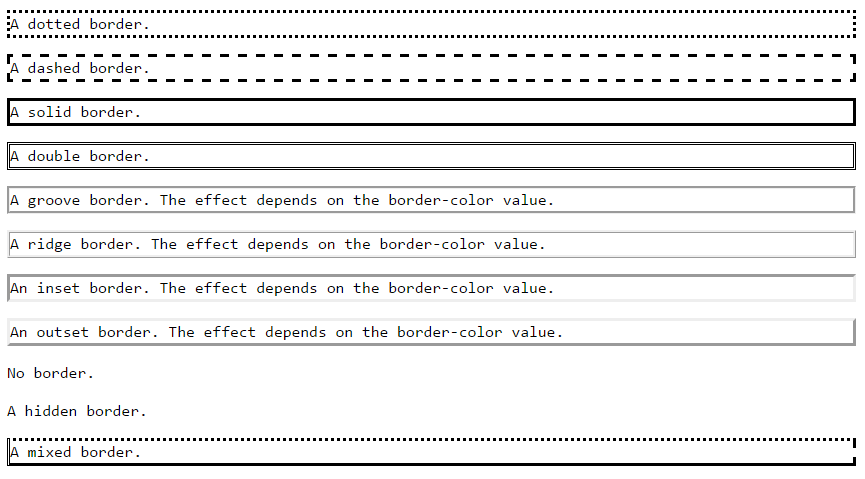 A dotted border.
A dashed border.
A solid border.
A double border.
A groove border. The effect depends on the border-color value.
A ridge border. The effect depends on the border-color value.
An inset border. The effect depends on the border-color value.
An outset border. The effect depends on the border-color value.
No border.
A hidden border.
A mixed border.